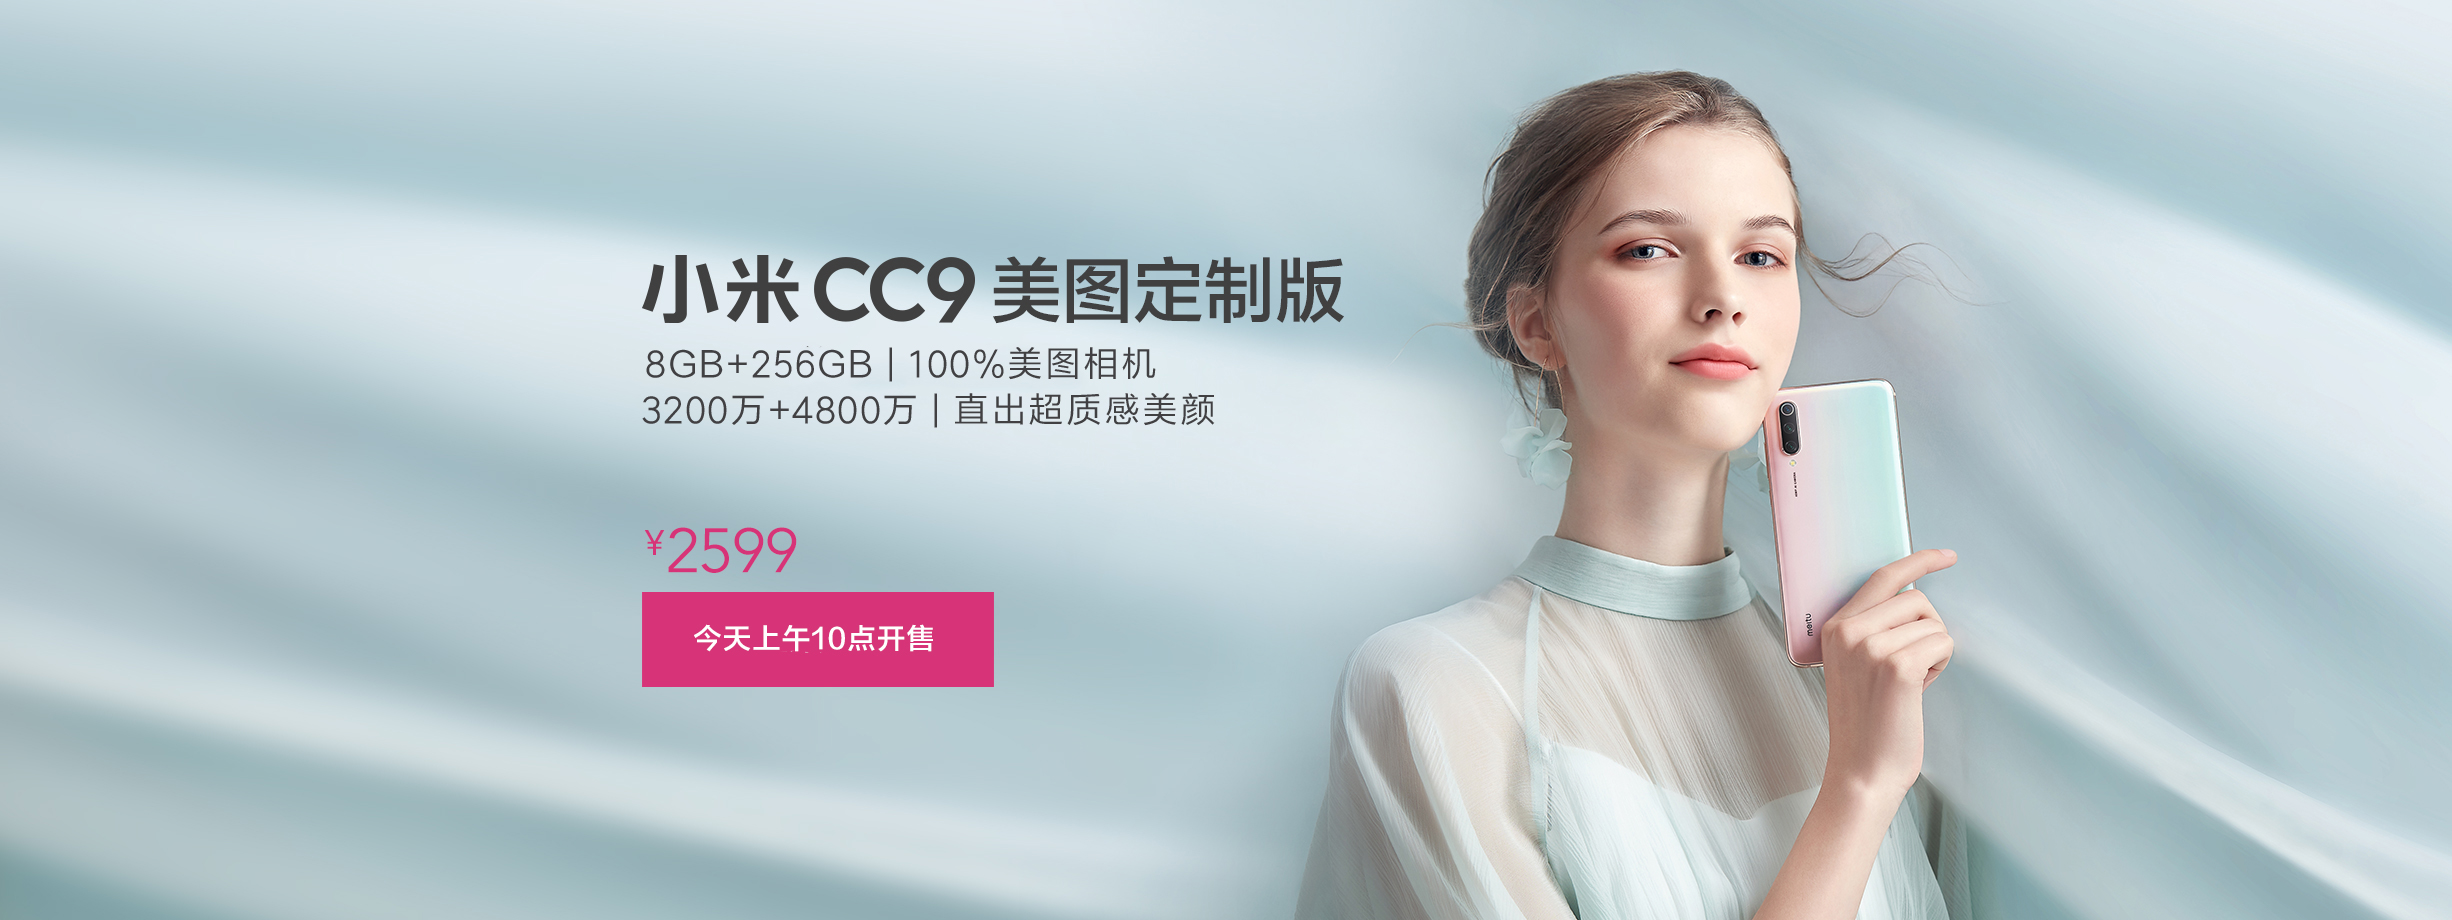 小米CC9 美图定制版
8GB+256GB | 100%美图相机
3200万+4800万 | 直出超质感美颜
¥2599
今天上午10点开售
meitu